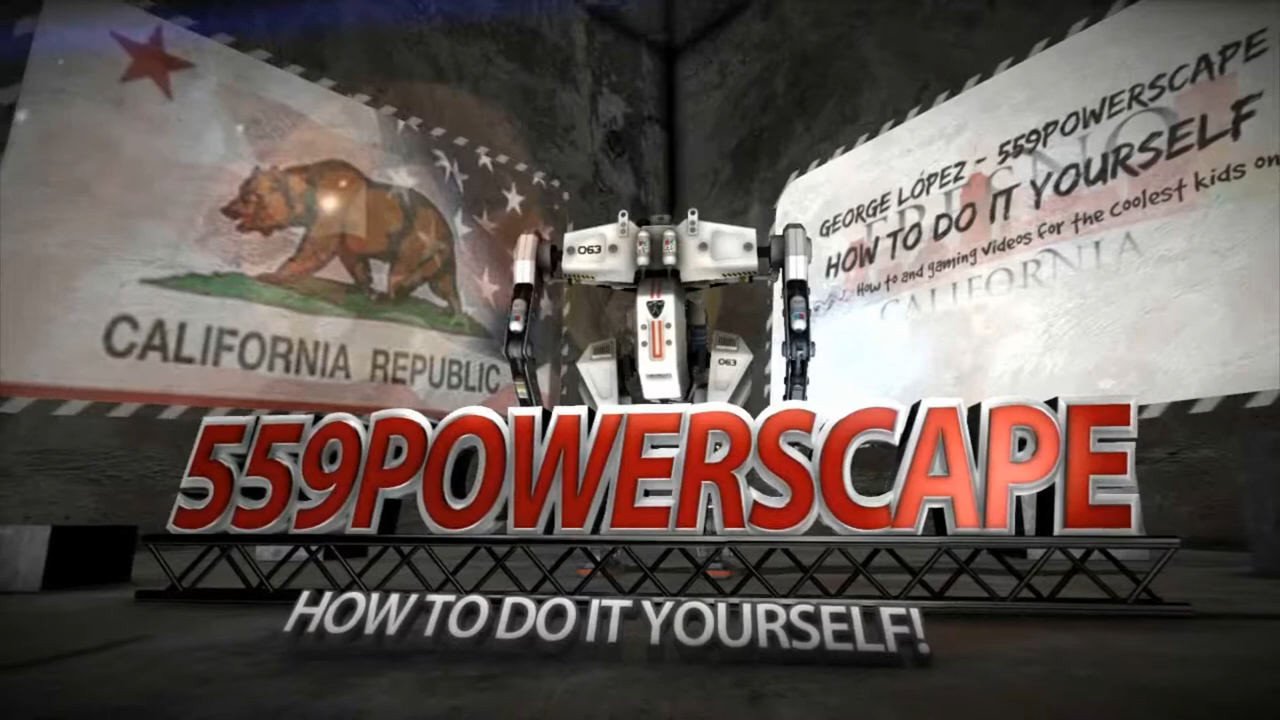 CALIFORNIA REPUBLIC
GEORGE LÓPEZ - 559POWERSCAPE
HOW TO DO IT YOURSELF
How to and gaming videos for the coolest kids on
FRESNO
CALIFORNIA
063
063
559POWERSCAPE
HOW TO DO IT YOURSELF!